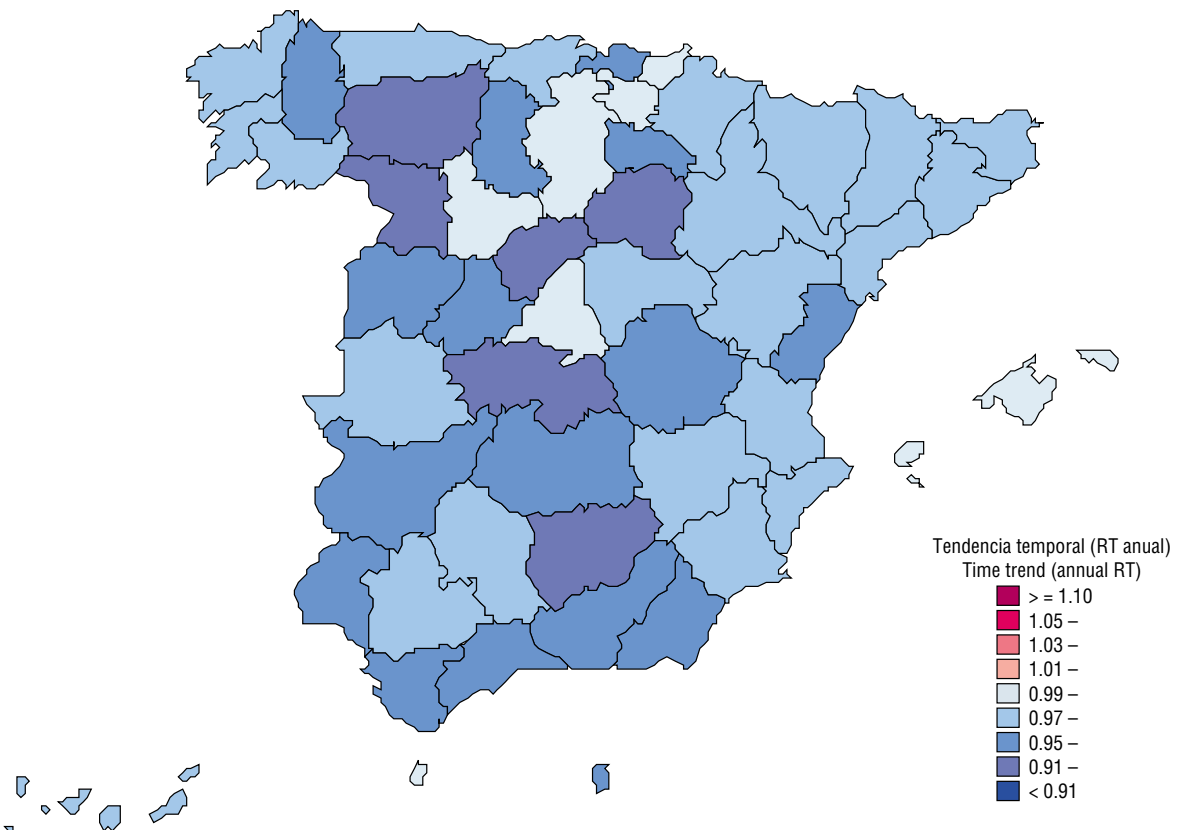 Tendencia temporal (RT anual)
Time trend (annual RT)
> = 1.10
1.05 –
1.03 –
1.01 –
0.99 –
0.97 –
0.95 –
0.91 –
< 0.91